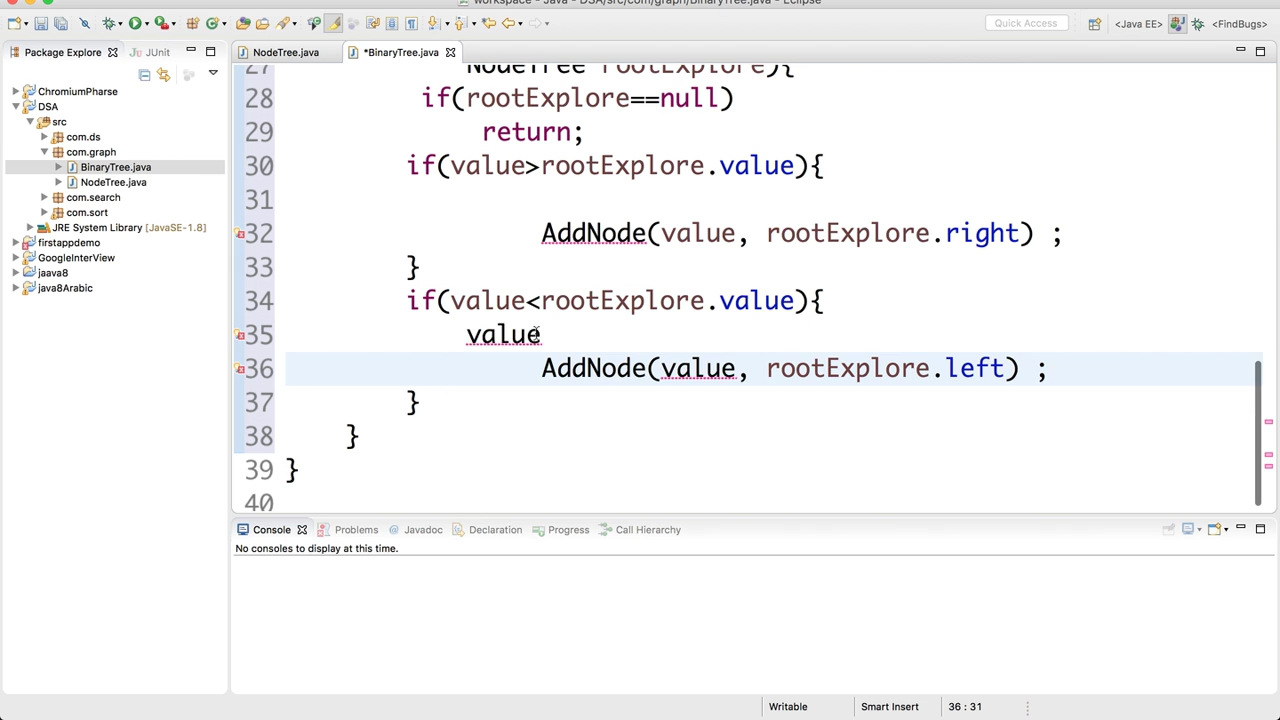 workspace - Java - DSA/src/com/graph/BinaryTree.java - Eclipse
Quick Access
<Java EE>
<FindBugs>
Package Explore
JUnit
NodeTree.java
*BinaryTree.java
ChromiumPharse
DSA
src
com.ds
com.graph
BinaryTree.java
NodeTree.java
com.search
com.sort
JRE System Library [JavaSE-1.8]
firstappdemo
GoogleInterView
jaava8
java8Arabic
27 NodeTree rootExplore){
28 if(rootExplore==null)
29 return;
30 if(value>rootExplore.value){
31
32 AddNode(value, rootExplore.right) ;
33 }
34 if(value<rootExplore.value){
35 value
36 AddNode(value, rootExplore.left) ;
37 }
38 }
39 }
40
Console
Problems
@ Javadoc
Declaration
Progress
Call Hierarchy
No consoles to display at this time.
Writable
Smart Insert
36 : 31